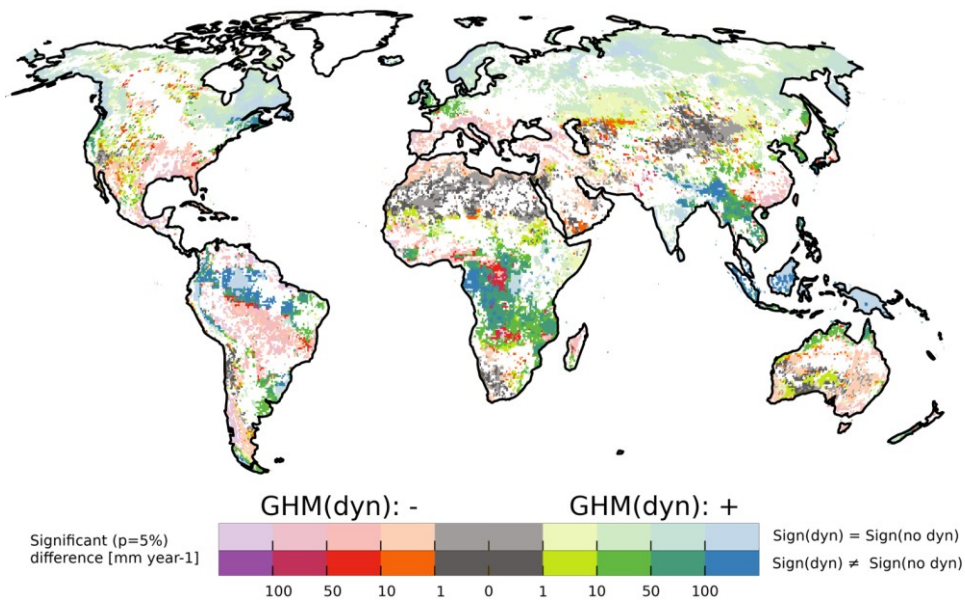 GHM(dyn): - GHM(dyn): +
Significant (p=5%)
difference [mm year-1]
Sign(dyn) = Sign(no dyn)
Sign(dyn) ≠ Sign(no dyn)
100 50 10 1 0 1 10 50 100